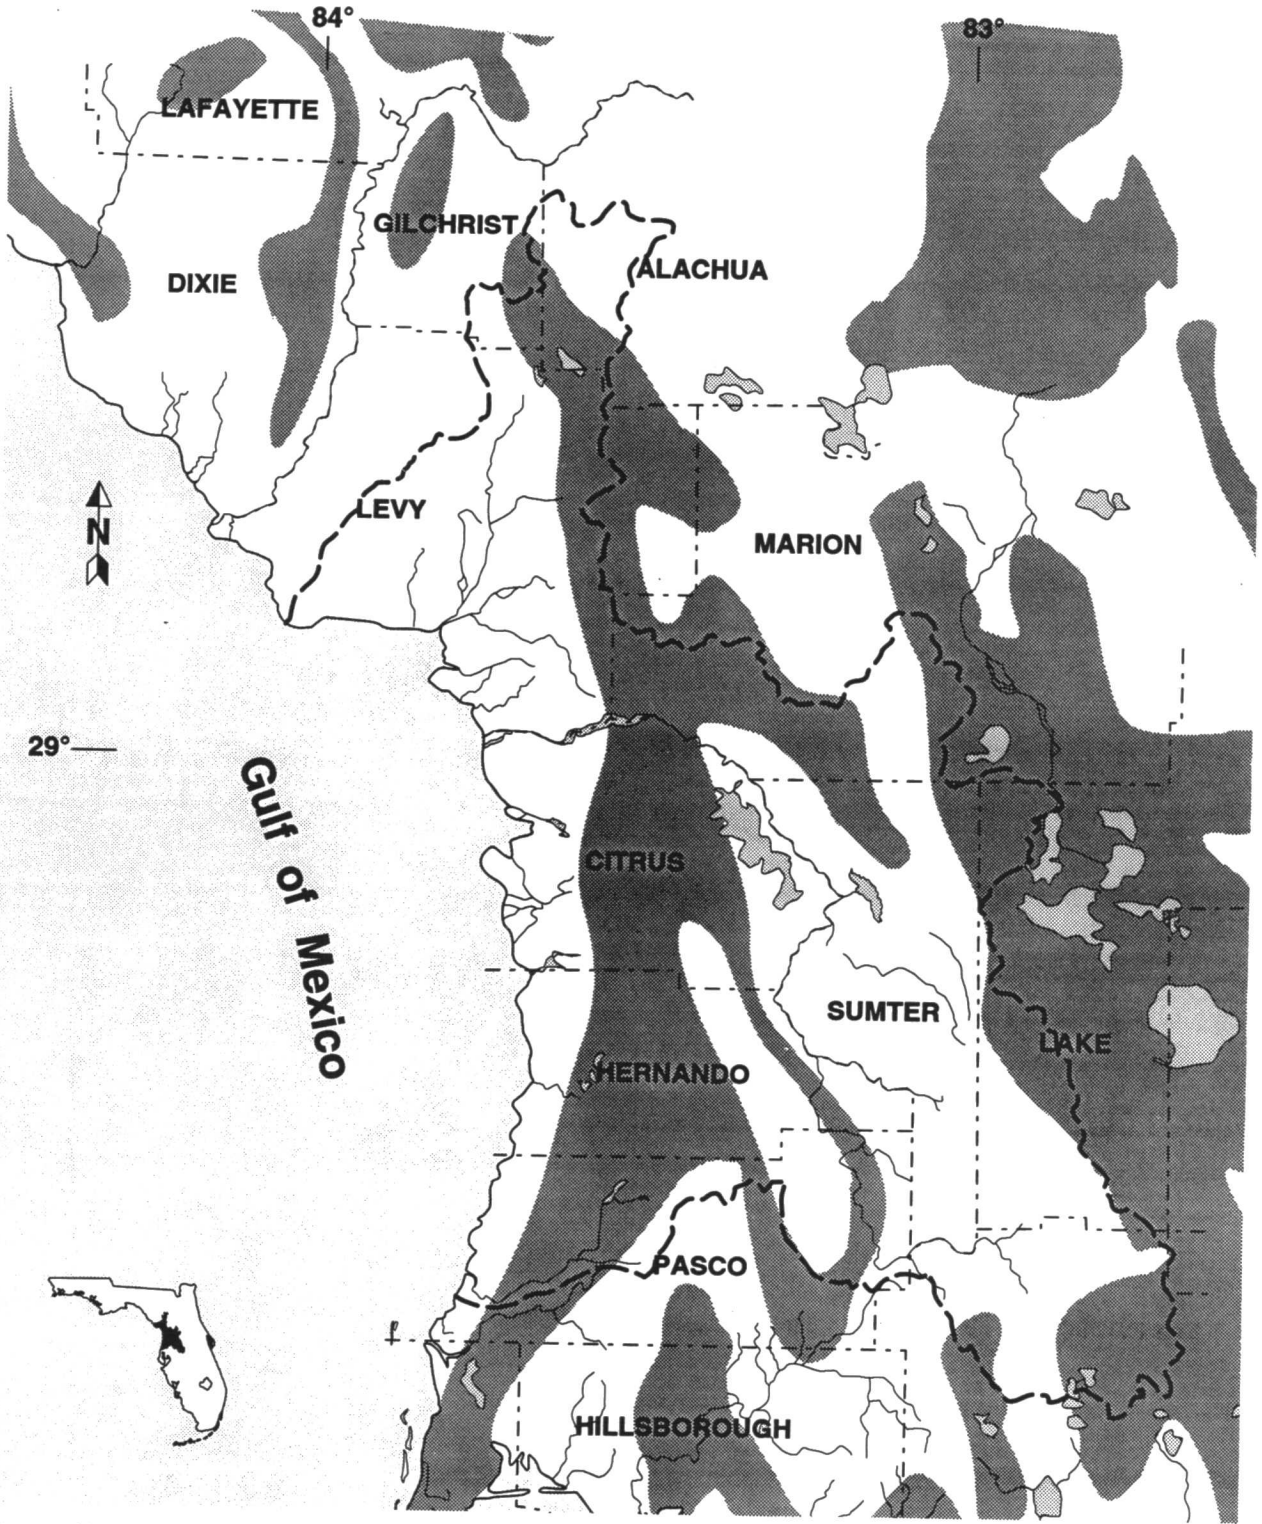 84°
83°
LAFAYETTE
GILCHRIST
ALACHUA
DIXIE
LEVY
N
MARION
29°
Gulf of Mexico
CITRUS
SUMTER
LAKE
HERNANDO
PASCO
HILLSBOROUGH